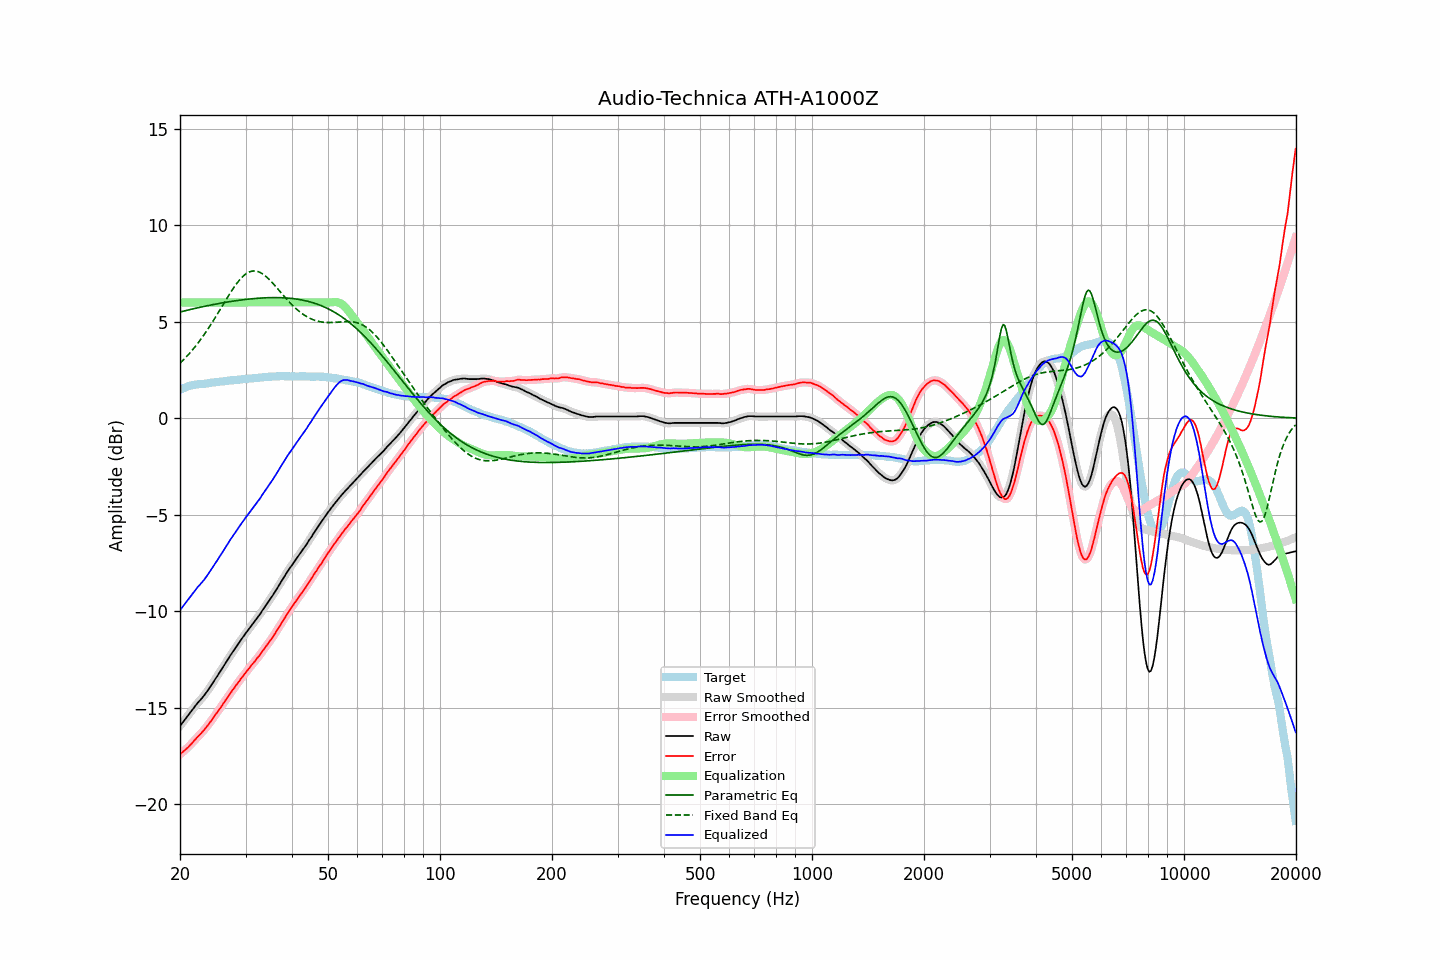 Audio-Technica ATH-A1000Z
Amplitude (dBr)
15
10
5
0
−5
−10
−15
−20
Target
Raw Smoothed
Error Smoothed
Raw
Error
Equalization
Parametric Eq
Fixed Band Eq
Equalized
20 50 100 200 500 1000 2000 5000 10000 20000
Frequency (Hz)